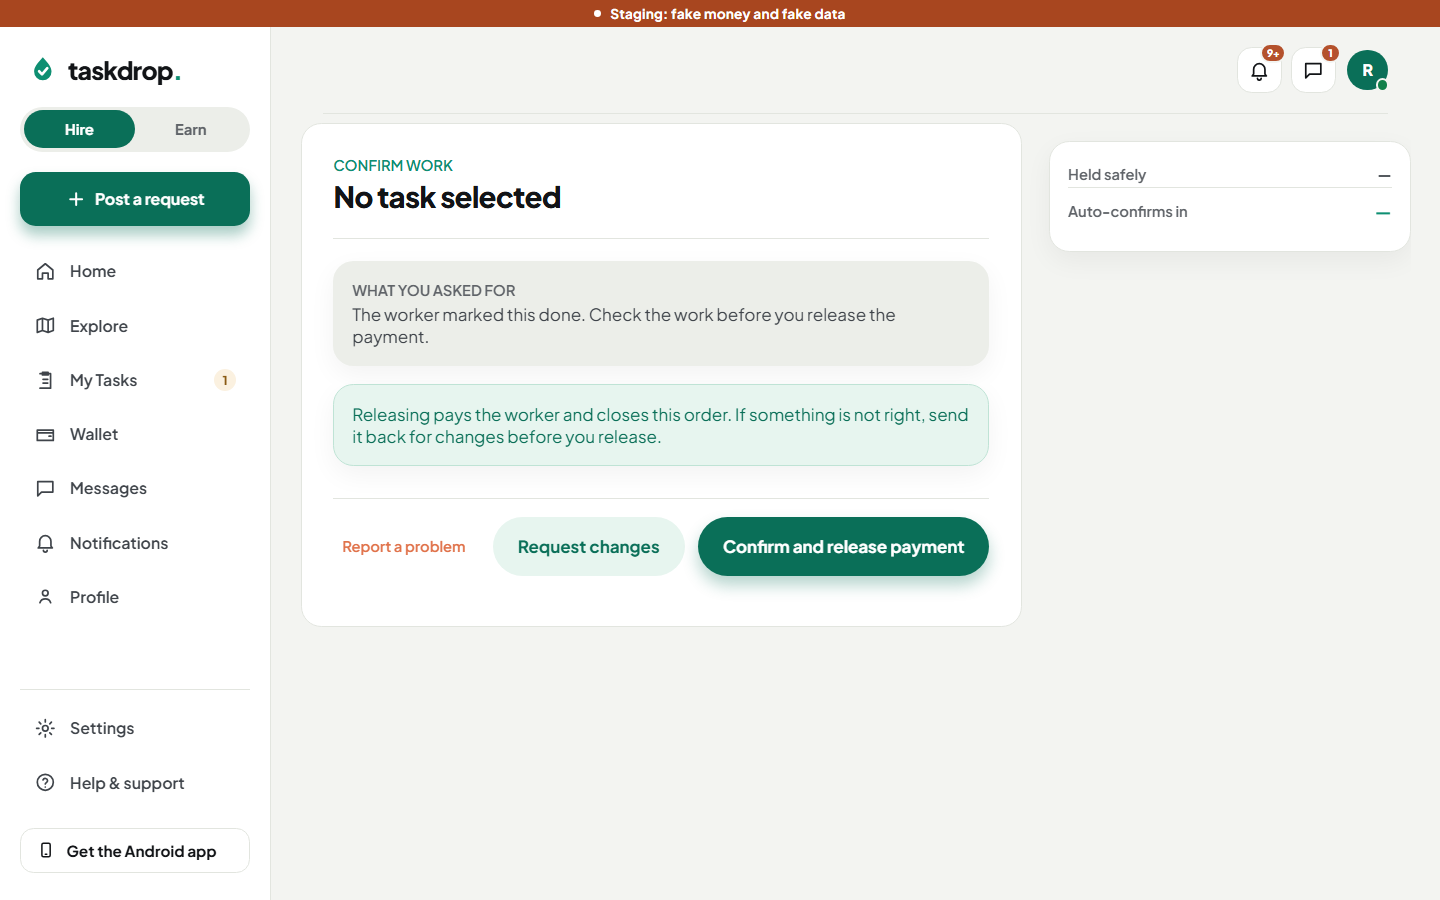 Staging: fake money and fake data
taskdrop.
Hire
Earn
Post a request
Home
Explore
My Tasks
1
Wallet
Messages
Notifications
Profile
Settings
Help & support
Get the Android app
9+
1
R
CONFIRM WORK
No task selected
WHAT YOU ASKED FOR
The worker marked this done. Check the work before you release the
payment.
Releasing pays the worker and closes this order. If something is not right, send
it back for changes before you release.
Report a problem
Request changes
Confirm and release payment
Held safely
—
Auto-confirms in
—